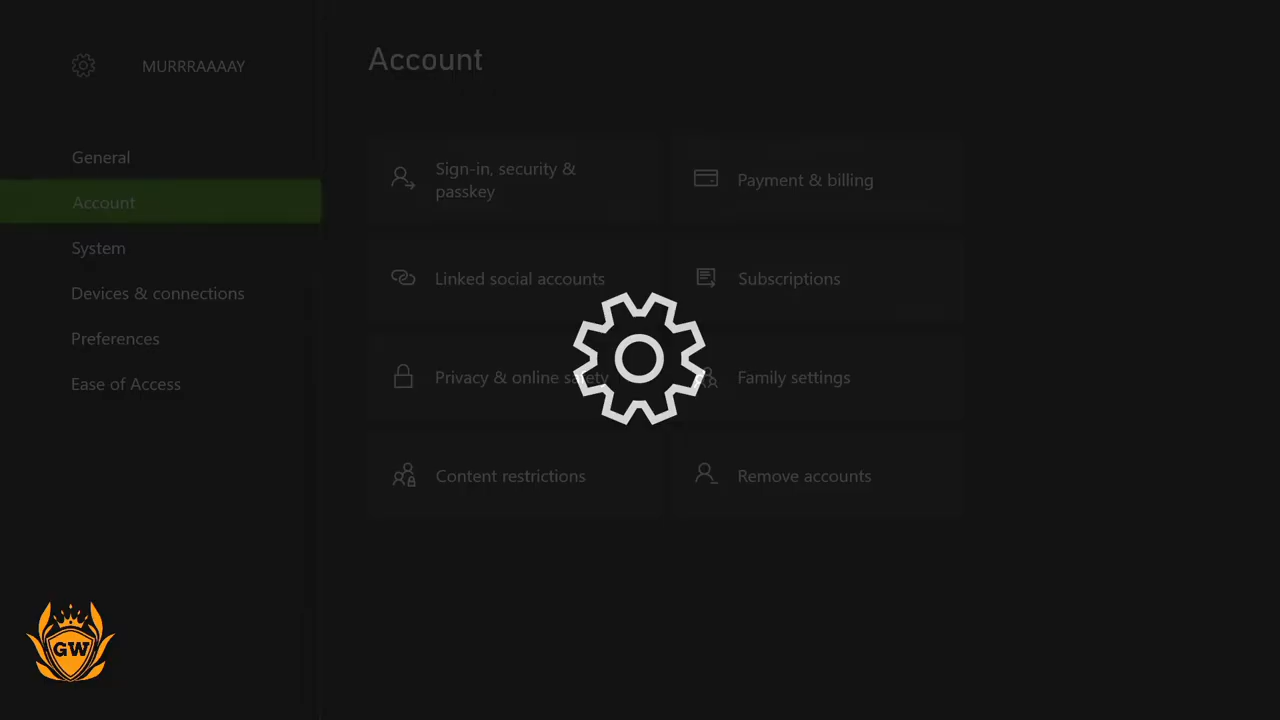 MURRRAAAAY
Account
General
Account
System
Devices & connections
Preferences
Ease of Access
Sign-in, security &
passkey
Payment & billing
Linked social accounts
Subscriptions
Privacy & online safety
Family settings
Content restrictions
Remove accounts
GW